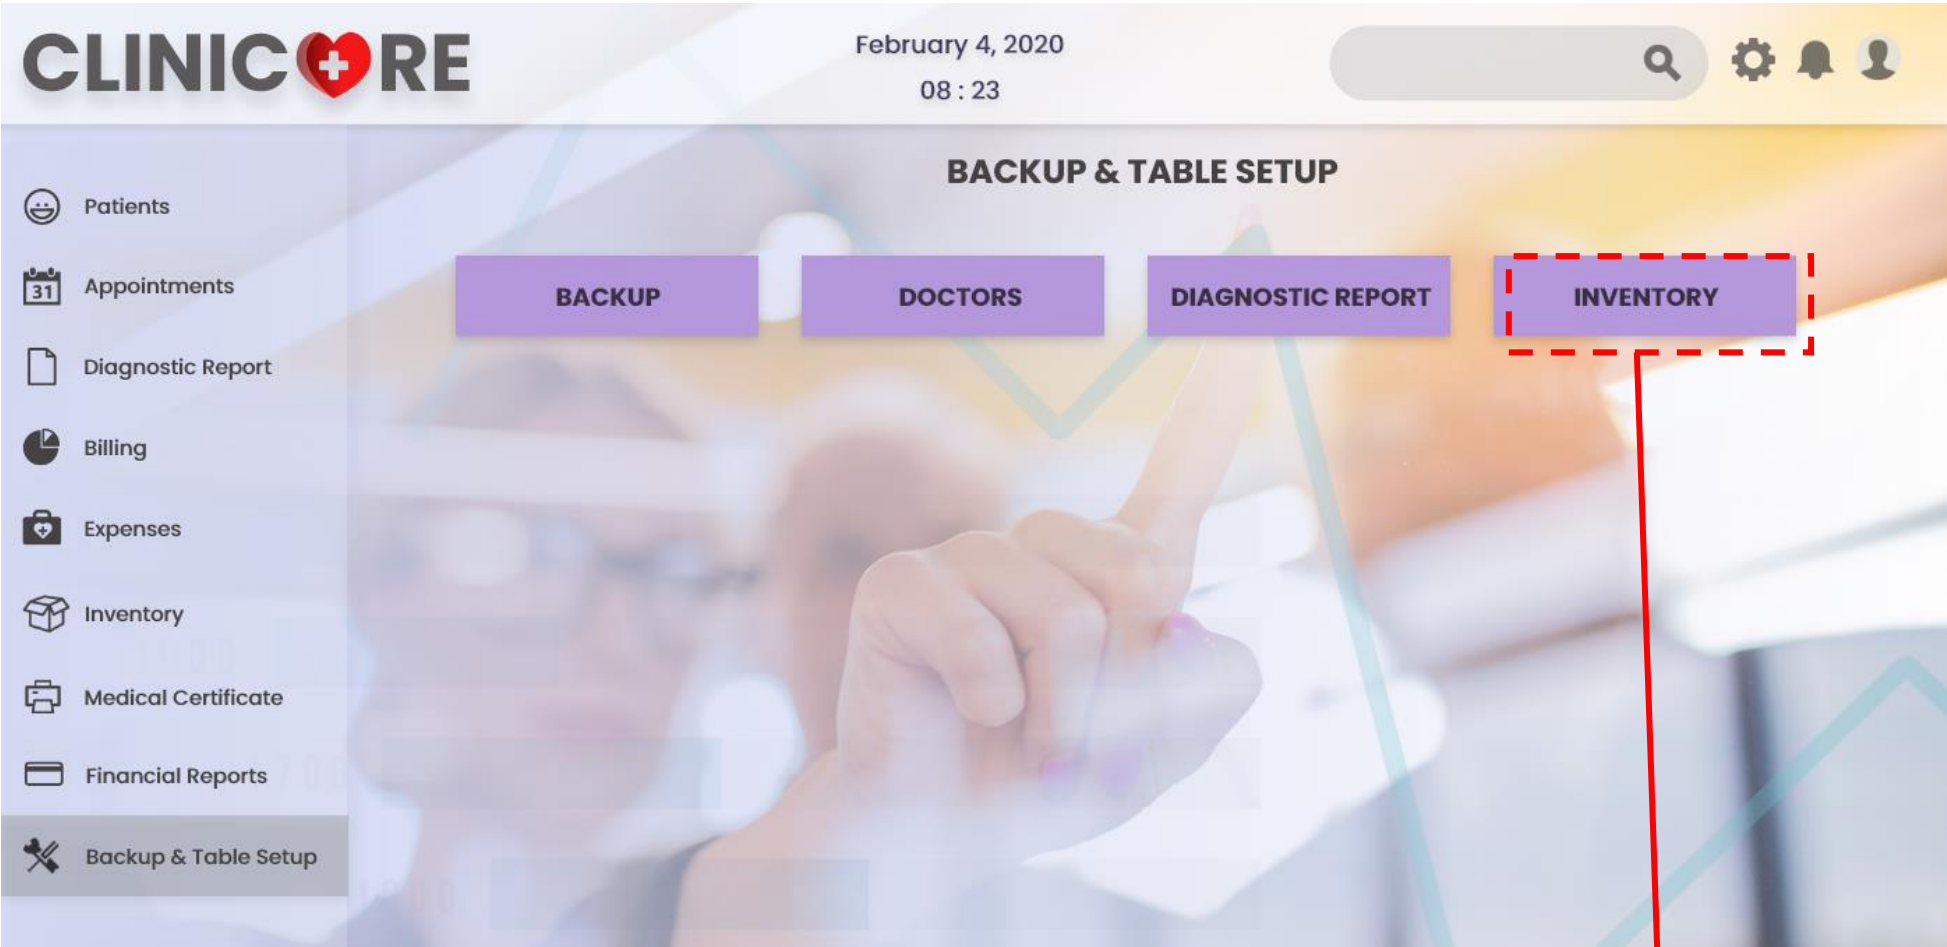 CLINICORE
February 4, 2020
08 : 23
BACKUP & TABLE SETUP
Patients
31
Appointments
Diagnostic Report
Billing
Expenses
Inventory
Medical Certificate
Financial Reports
Backup & Table Setup
BACKUP
DOCTORS
DIAGNOSTIC REPORT
INVENTORY